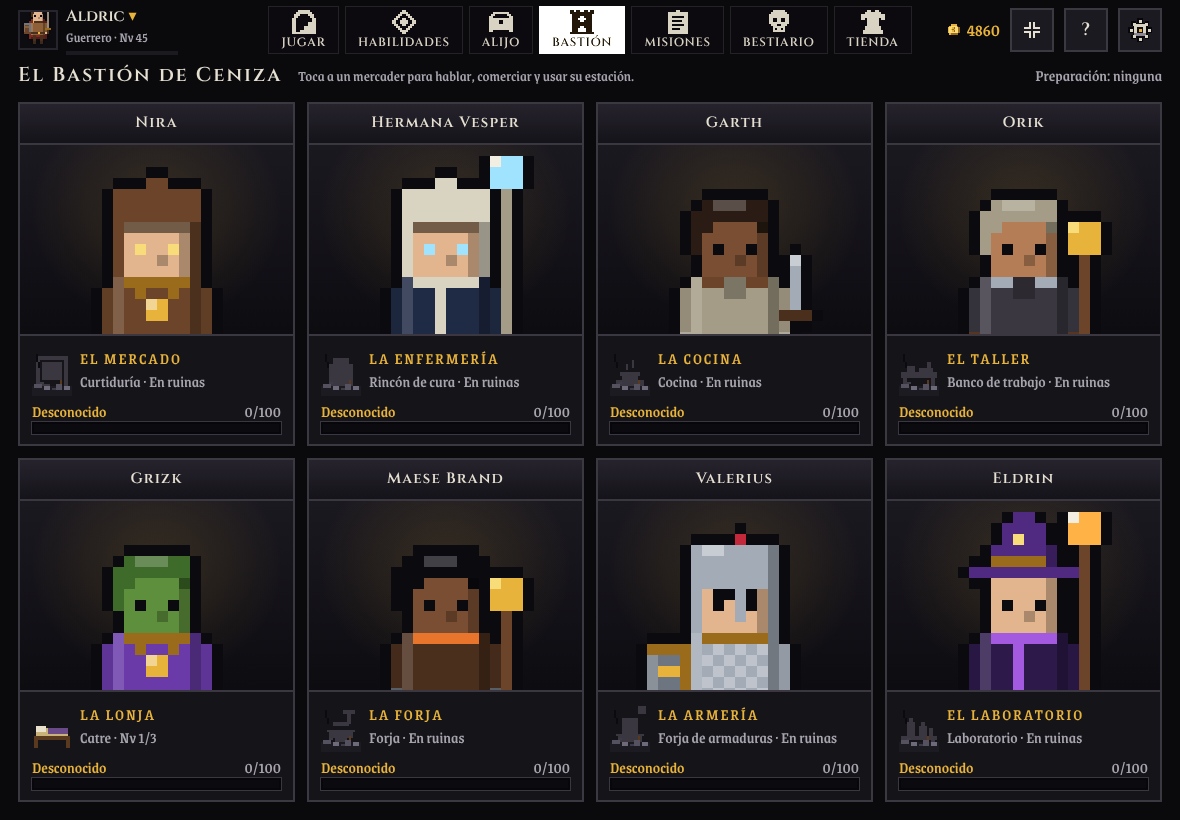 ALDRIC ▾
Guerrero · Nv 45
JUGAR
HABILIDADES
ALIJO
BASTIÓN
MISIONES
BESTIARIO
TIENDA
4860
?
EL BASTIÓN DE CENIZA
Toca a un mercader para hablar, comerciar y usar su estación.
Preparación: ninguna
NIRA
HERMANA VESPER
GARTH
ORIK
EL MERCADO
Curtiduría · En ruinas
Desconocido 0/100
LA ENFERMERÍA
Rincón de cura · En ruinas
Desconocido 0/100
LA COCINA
Cocina · En ruinas
Desconocido 0/100
EL TALLER
Banco de trabajo · En ruinas
Desconocido 0/100
GRIZK
MAESE BRAND
VALERIUS
ELDRIN
LA LONJA
Catre · Nv 1/3
Desconocido 0/100
LA FORJA
Forja · En ruinas
Desconocido 0/100
LA ARMERÍA
Forja de armaduras · En ruinas
Desconocido 0/100
EL LABORATORIO
Laboratorio · En ruinas
Desconocido 0/100